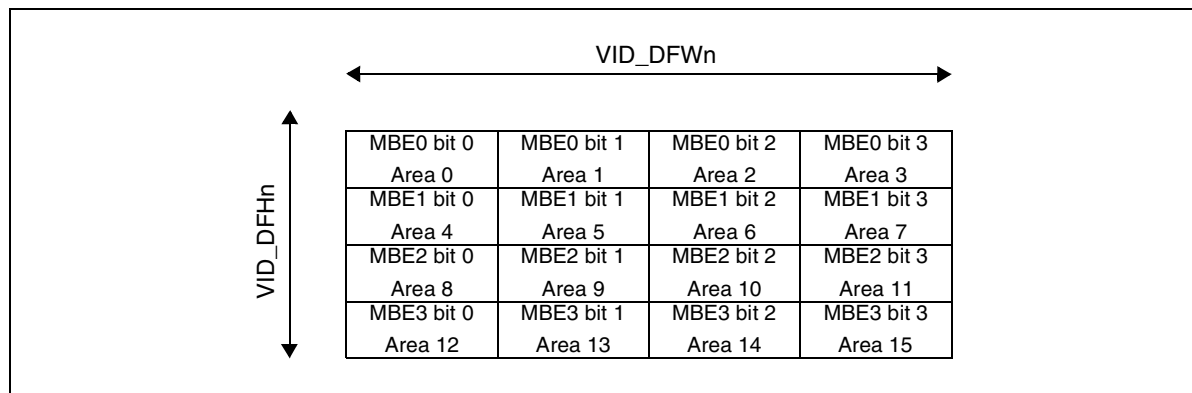 VID_DFWn
VID_DFHn
MBE0 bit 0 MBE0 bit 1 MBE0 bit 2 MBE0 bit 3
Area 0 Area 1 Area 2 Area 3
MBE1 bit 0 MBE1 bit 1 MBE1 bit 2 MBE1 bit 3
Area 4 Area 5 Area 6 Area 7
MBE2 bit 0 MBE2 bit 1 MBE2 bit 2 MBE2 bit 3
Area 8 Area 9 Area 10 Area 11
MBE3 bit 0 MBE3 bit 1 MBE3 bit 2 MBE3 bit 3
Area 12 Area 13 Area 14 Area 15